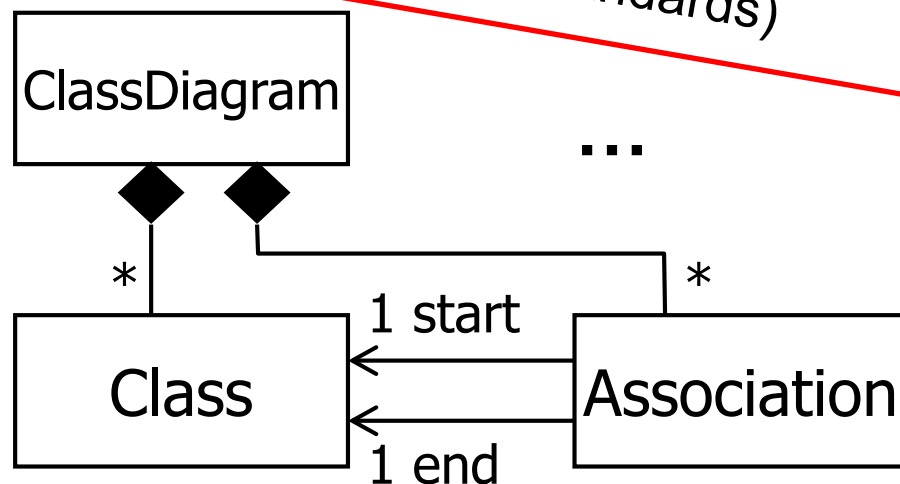 ClassDiagram
...
*
*
1 start
Class
Association
1 end